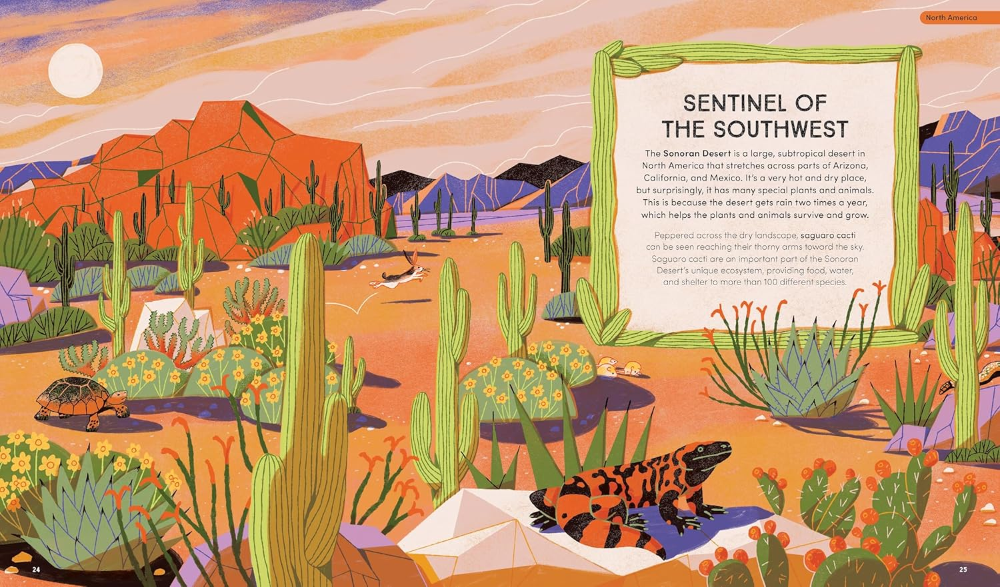 North America
SENTINEL OF
THE SOUTHWEST
The Sonoran Desert is a large, subtropical desert in
North America that stretches across parts of Arizona,
California, and Mexico. It's a very hot and dry place,
but surprisingly, it has many special plants and animals.
This is because the desert gets rain two times a year,
which helps the plants and animals survive and grow.
Peppered across the dry landscape, saguaro cacti
can be seen reaching their thorny arms toward the sky.
Saguaro cacti are an important part of the Sonoran
Desert's unique ecosystem, providing food, water,
and shelter to more than 100 different species.
24
25